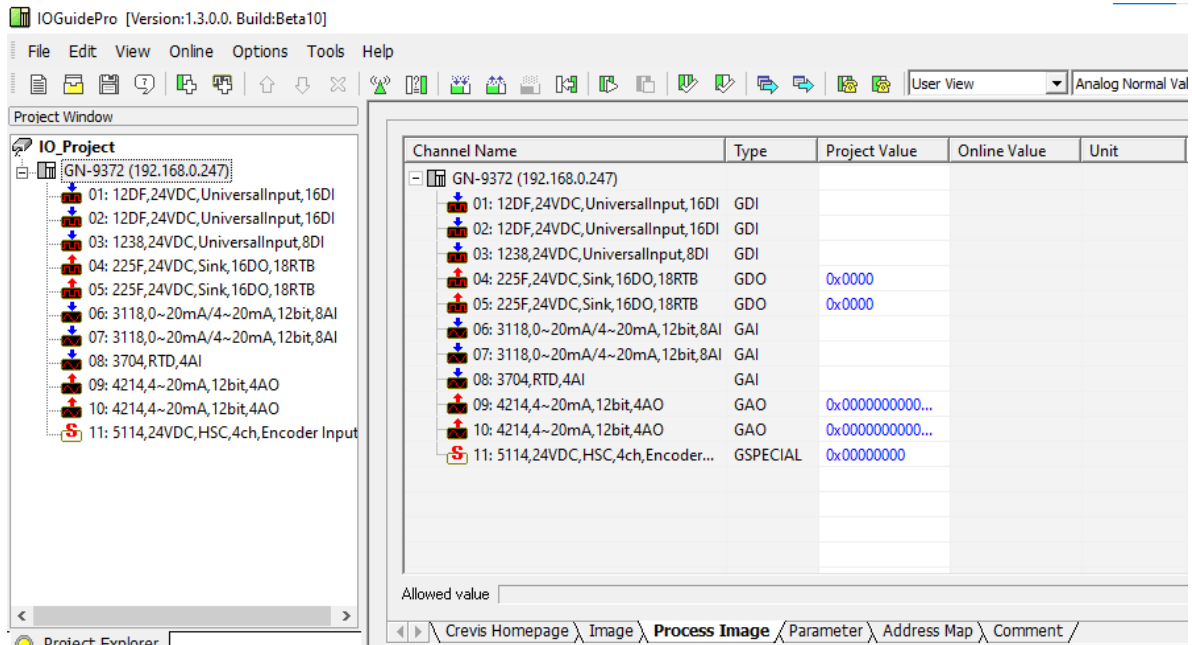 IOGuidePro [Version:1.3.0.0. Build:Beta10]
File Edit View Online Options Tools Help
User View Analog Normal Val
Project Window
IO_Project
GN-9372 (192.168.0.247)
01: 12DF,24VDC,UniversalInput,16DI
02: 12DF,24VDC,UniversalInput,16DI
03: 1238,24VDC,UniversalInput,8DI
04: 225F,24VDC,Sink,16DO,18RTB
05: 225F,24VDC,Sink,16DO,18RTB
06: 3118,0~20mA/4~20mA,12bit,8AI
07: 3118,0~20mA/4~20mA,12bit,8AI
08: 3704,RTD,4AI
09: 4214,4~20mA,12bit,4AO
10: 4214,4~20mA,12bit,4AO
11: 5114,24VDC,HSC,4ch,Encoder Input
Project Explorer
Channel Name Type Project Value Online Value Unit
GN-9372 (192.168.0.247)
01: 12DF,24VDC,UniversalInput,16DI GDI
02: 12DF,24VDC,UniversalInput,16DI GDI
03: 1238,24VDC,UniversalInput,8DI GDI
04: 225F,24VDC,Sink,16DO,18RTB GDO 0x0000
05: 225F,24VDC,Sink,16DO,18RTB GDO 0x0000
06: 3118,0~20mA/4~20mA,12bit,8AI GAI
07: 3118,0~20mA/4~20mA,12bit,8AI GAI
08: 3704,RTD,4AI GAI
09: 4214,4~20mA,12bit,4AO GAO 0x0000000000...
10: 4214,4~20mA,12bit,4AO GAO 0x0000000000...
11: 5114,24VDC,HSC,4ch,Encoder... GSPECIAL 0x00000000
Allowed value
Crevis Homepage Image Process Image Parameter Address Map Comment